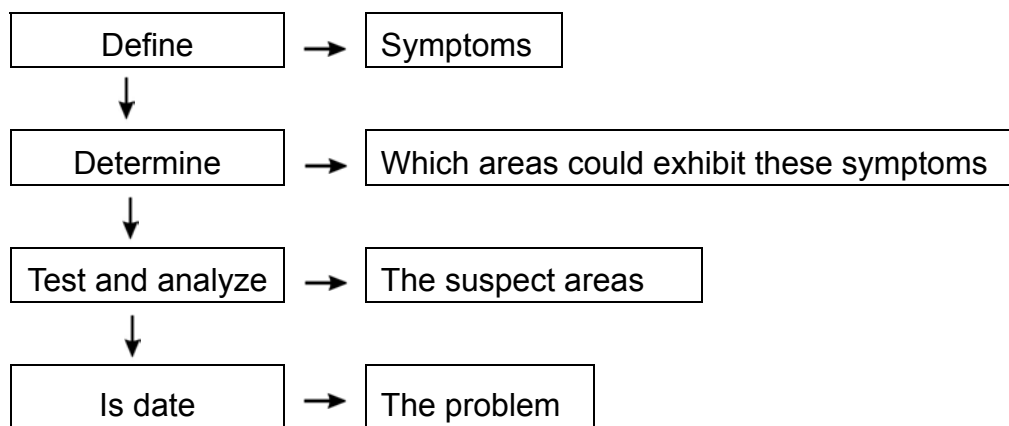 Define
Symptoms
Determine
Which areas could exhibit these symptoms
Test and analyze
The suspect areas
Is date
The problem